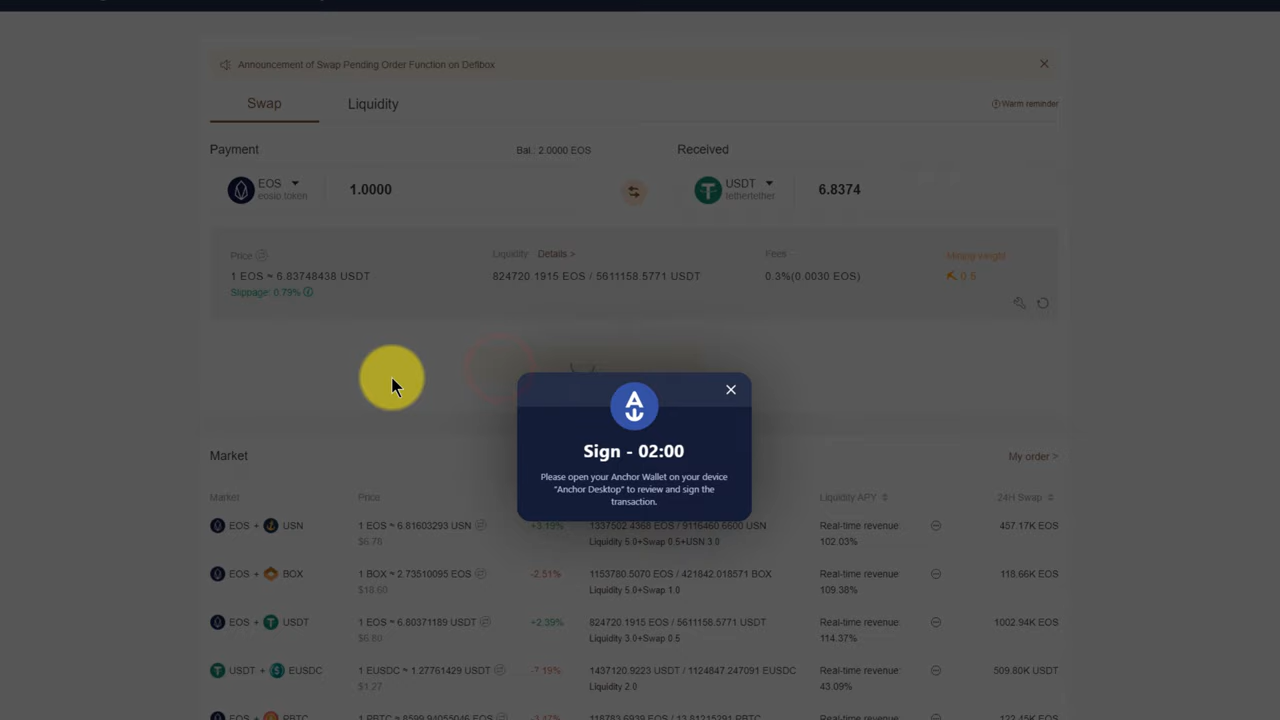 Announcement of Swap Pending Order Function on Defibox
Swap Liquidity Warm reminder
Payment Bal.: 2.0000 EOS Received
EOS 1.0000 USDT 6.8374
eosio.token tethertether
Price Liquidity Details > Fees Mining weight
1 EOS ≈ 6.83748438 USDT 824720.1915 EOS / 5611158.5771 USDT 0.3%(0.0030 EOS) 0.5
Slippage: 0.79%
Sign - 02:00
Please open your Anchor Wallet on your device
"Anchor Desktop" to review and sign the
transaction.
Market My order >
Market Price Liquidity APY 24H Swap
EOS + USN 1 EOS ≈ 6.81603293 USN +3.19% 1337502.4368 EOS / 9116460.6600 USN Real-time revenue: 457.17K EOS
$6.76 Liquidity 5.0+Swap 0.5+USN 3.0 102.03%
EOS + BOX 1 BOX ≈ 2.73510095 EOS -2.51% 1153780.5070 EOS / 421842.018571 BOX Real-time revenue: 118.66K EOS
$18.60 Liquidity 5.0+Swap 1.0 109.38%
EOS + USDT 1 EOS ≈ 6.80371189 USDT +2.39% 824720.1915 EOS / 5611158.5771 USDT Real-time revenue: 1002.94K EOS
$6.80 Liquidity 3.0+Swap 0.5 114.37%
USDT + EUSDC 1 EUSDC ≈ 1.27761429 USDT -7.19% 1437120.9223 USDT / 1124847.247091 EUSDC Real-time revenue: 509.80K USDT
$1.27 Liquidity 2.0 43.09%
EOS + PBTC